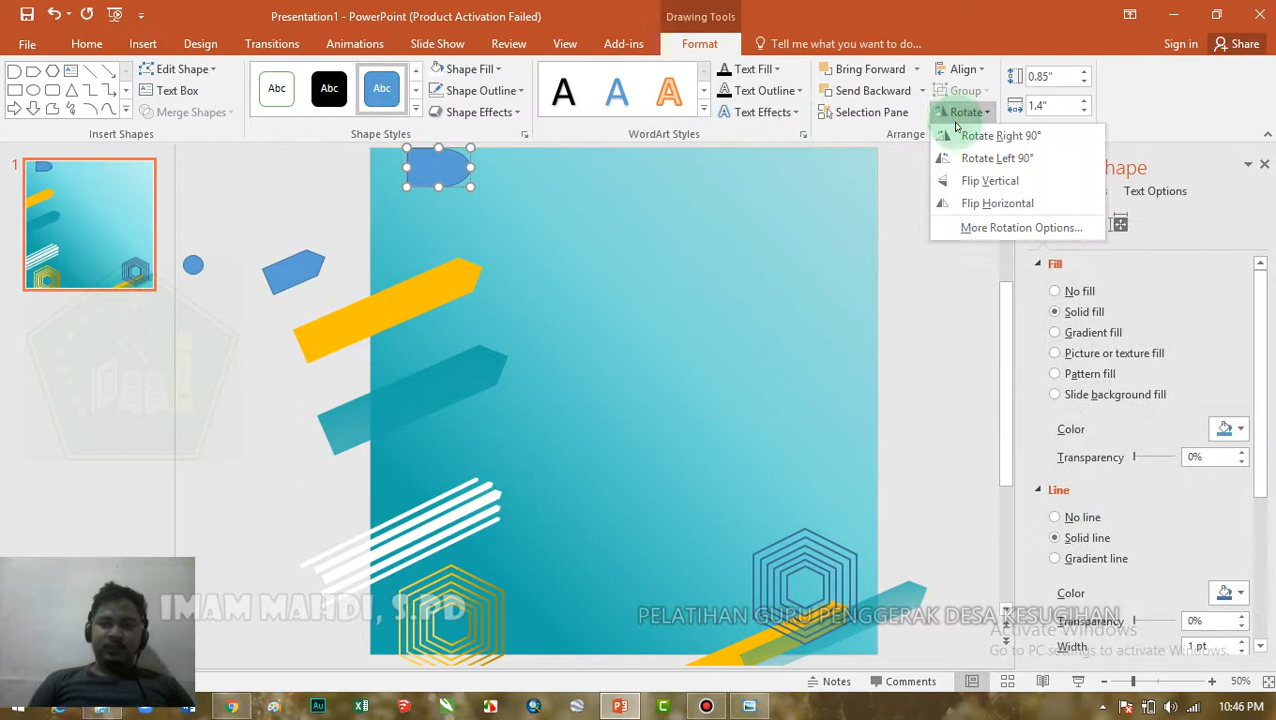 Presentation1 - PowerPoint (Product Activation Failed)
Drawing Tools
File
Home
Insert
Design
Transitions
Animations
Slide Show
Review
View
Add-ins
Format
Tell me what you want to do...
Sign in
Share
Edit Shape
Text Box
Merge Shapes
Insert Shapes
Abc
Abc
Abc
Shape Fill
Shape Outline
Shape Effects
Shape Styles
A
A
A
Text Fill
Text Outline
Text Effects
WordArt Styles
Bring Forward
Send Backward
Selection Pane
Align
Group
Rotate
Arrange
0.85"
1.4"
Rotate Right 90°
Rotate Left 90°
Flip Vertical
Flip Horizontal
More Rotation Options...
hape
Text Options
1
Fill
No fill
Solid fill
Gradient fill
Picture or texture fill
Pattern fill
Slide background fill
Color
Transparency
0%
Line
No line
Solid line
Gradient line
Color
Transparency
0%
Width
1 pt
IMAM MAHDI, S.PD
PELATIHAN GURU PENGGERAK DESA KESUGIHAN
Activate Windows
Go to PC settings to activate Windows.
Notes
Comments
50%
Au
10:46 PM